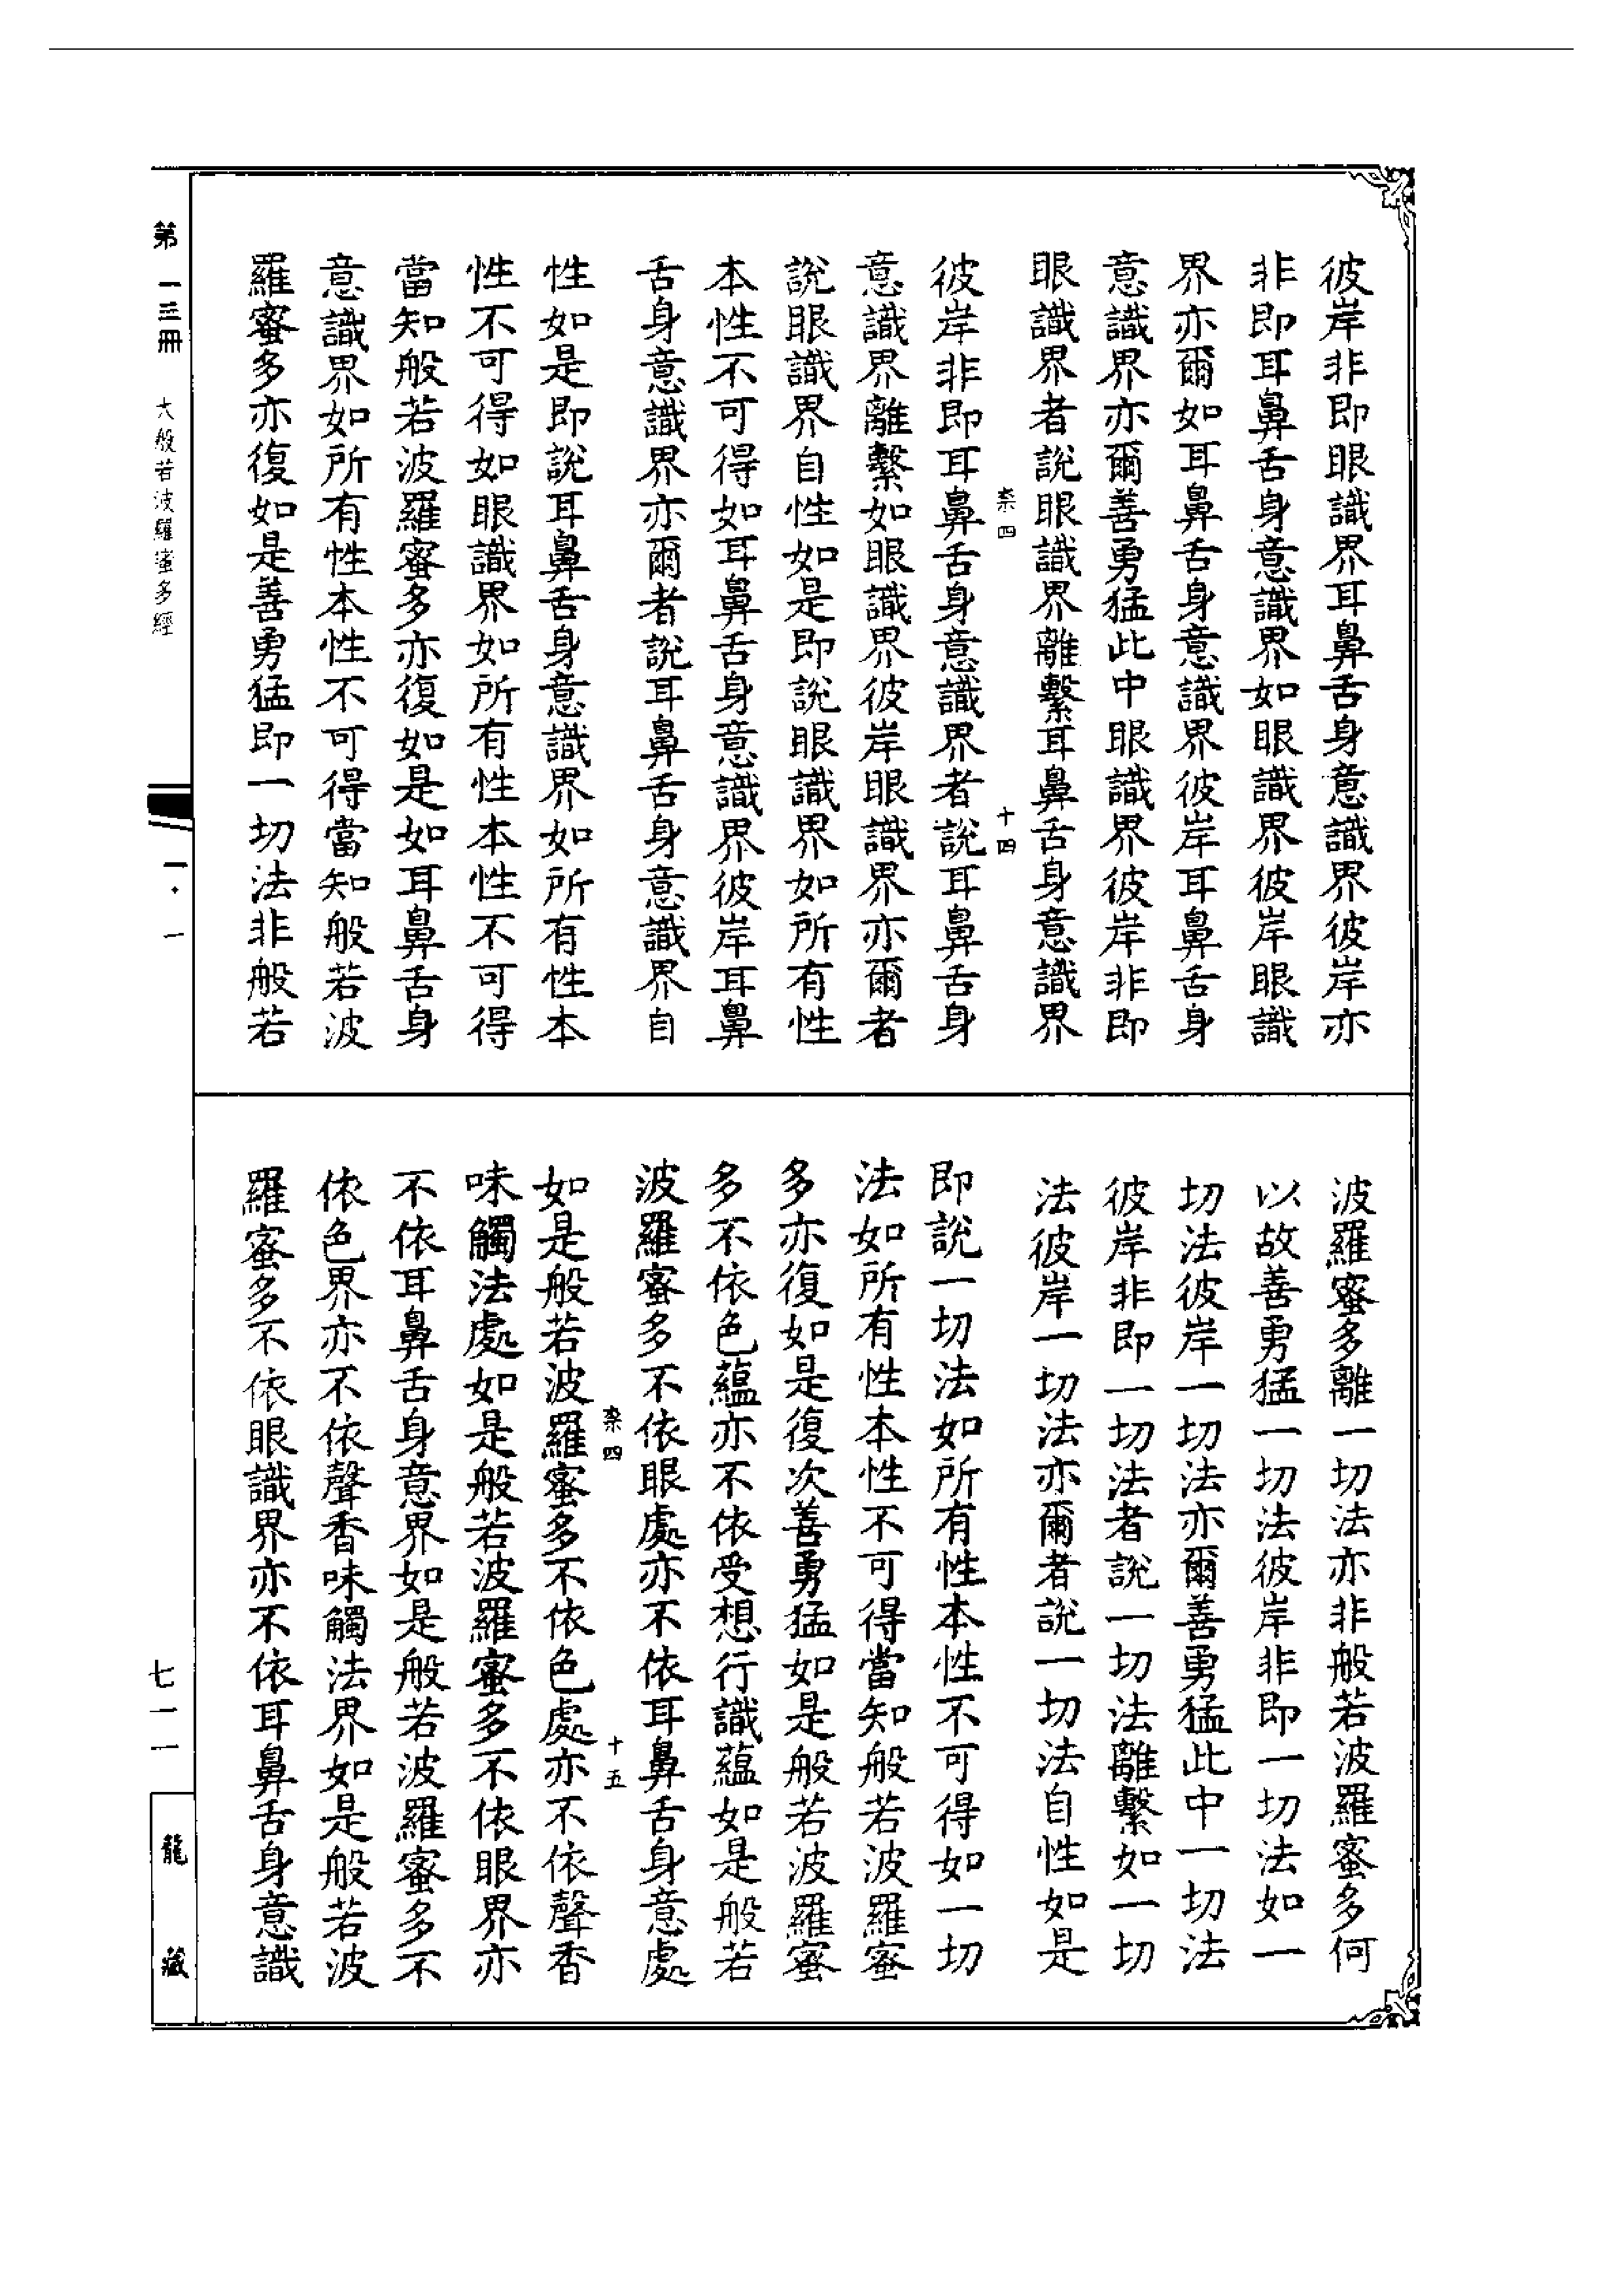 彼岸非即眼識界耳鼻舌身意識界彼岸亦
非即耳鼻舌身意識界如眼識界彼岸眼識
界亦爾如耳鼻舌身意識界彼岸耳鼻舌身
意識界亦爾善勇猛此中眼識界彼岸非即
眼識界者說眼識界離繫耳鼻舌身意識界
柰四 十四
彼岸非即耳鼻舌身意識界者說耳鼻舌身
意識界離繫如眼識界彼岸眼識界亦爾者
說眼識界自性如是即說眼識界如所有性
本性不可得如耳鼻舌身意識界彼岸耳鼻
舌身意識界亦爾者說耳鼻舌身意識界自
性如是即說耳鼻舌身意識界如所有性本
性不可得如眼識界如所有性本性不可得
當知般若波羅蜜多亦復如是如耳鼻舌身
意識界如所有性本性不可得當知般若波
羅蜜多亦復如是善勇猛即一切法非般若
波羅蜜多離一切法亦非般若波羅蜜多何
以故善勇猛一切法彼岸非即一切法如一
切法彼岸一切法亦爾善勇猛此中一切法
彼岸非即一切法者說一切法離繫如一切
法彼岸一切法亦爾者說一切法自性如是
即說一切法如所有性本性不可得如一切
法如所有性本性不可得當知般若波羅蜜
多亦復如是復次善勇猛如是般若波羅蜜
多不依色蘊亦不依受想行識蘊如是般若
波羅蜜多不依眼處亦不依耳鼻舌身意處
柰四 十五
如是般若波羅蜜多不依色處亦不依聲香
味觸法處如是般若波羅蜜多不依眼界亦
不依耳鼻舌身意界如是般若波羅蜜多不
依色界亦不依聲香味觸法界如是般若波
羅蜜多不依眼識界亦不依耳鼻舌身意識
第一三冊 大般若波羅蜜多經
一·一
七一一
龍藏